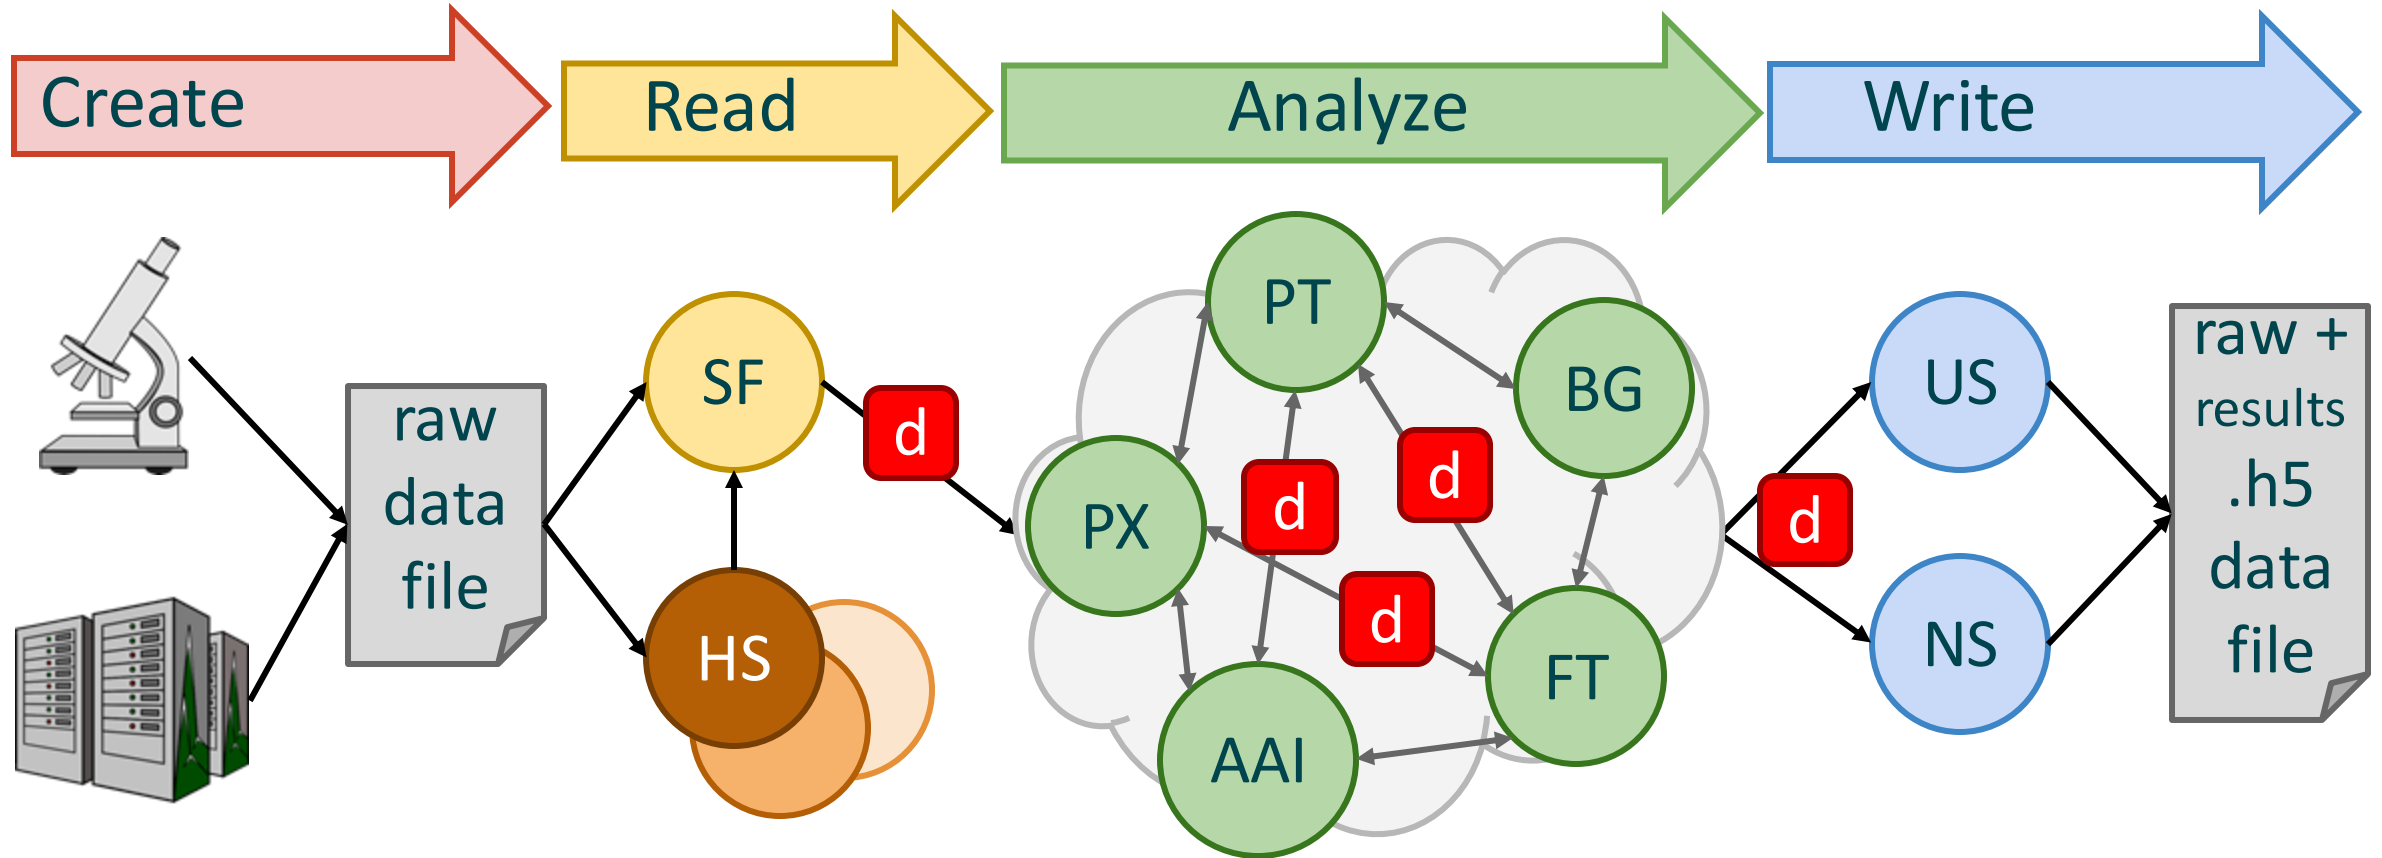 Create
Read
Analyze
Write
raw
data
file
SF
HS
d
PT
BG
PX
d
d
d
AAI
FT
d
US
NS
raw +
results
.h5
data
file